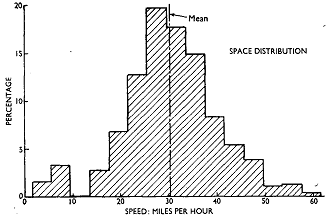 20
Mean
SPACE DISTRIBUTION
15
PERCENTAGE
10
5
0
0 10 20 30 40 50 60
SPEED: MILES PER HOUR